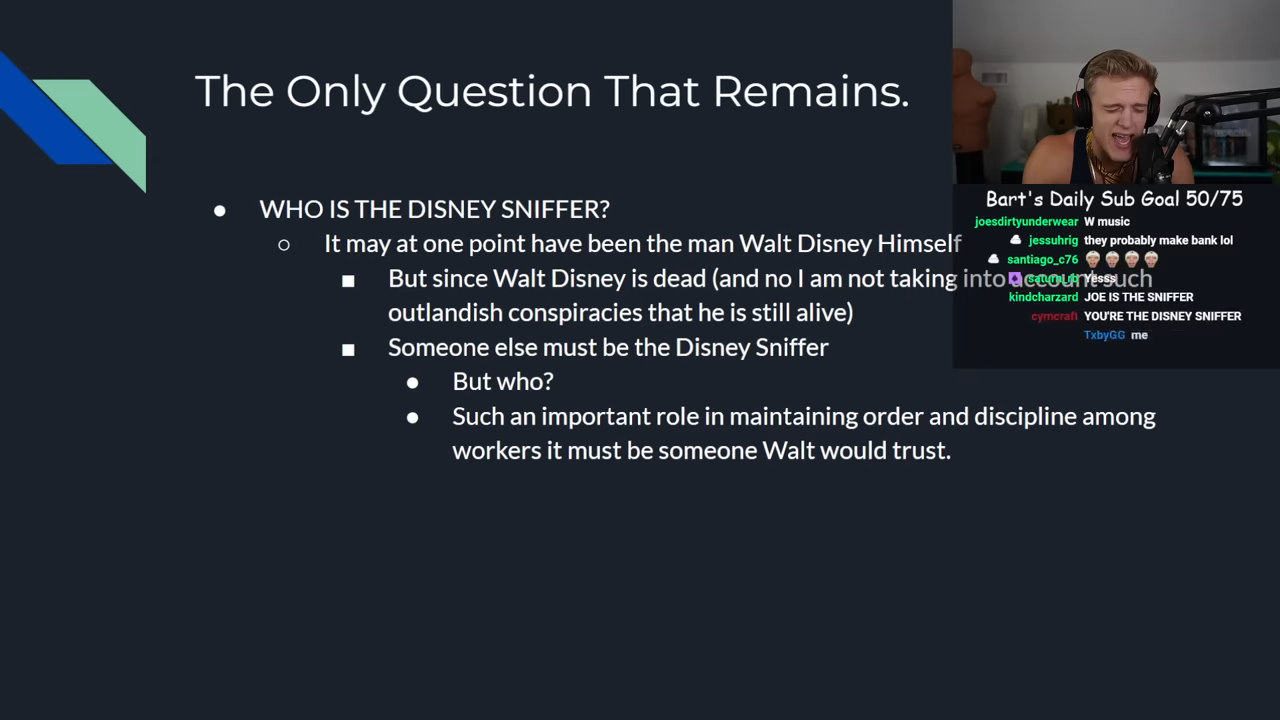 The Only Question That Remains.
● WHO IS THE DISNEY SNIFFER?
○ It may at one point have been the man Walt Disney Himself
■ But since Walt Disney is dead (and no I am not taking into account such
outlandish conspiracies that he is still alive)
■ Someone else must be the Disney Sniffer
● But who?
● Such an important role in maintaining order and discipline among
workers it must be someone Walt would trust.
Bart's Daily Sub Goal 50/75
joesdirtyunderwear W music
jessuhrig they probably make bank lol
santiago_c76
Yesss
kindcharzard JOE IS THE SNIFFER
cymcraft YOU'RE THE DISNEY SNIFFER
TxbyGG me